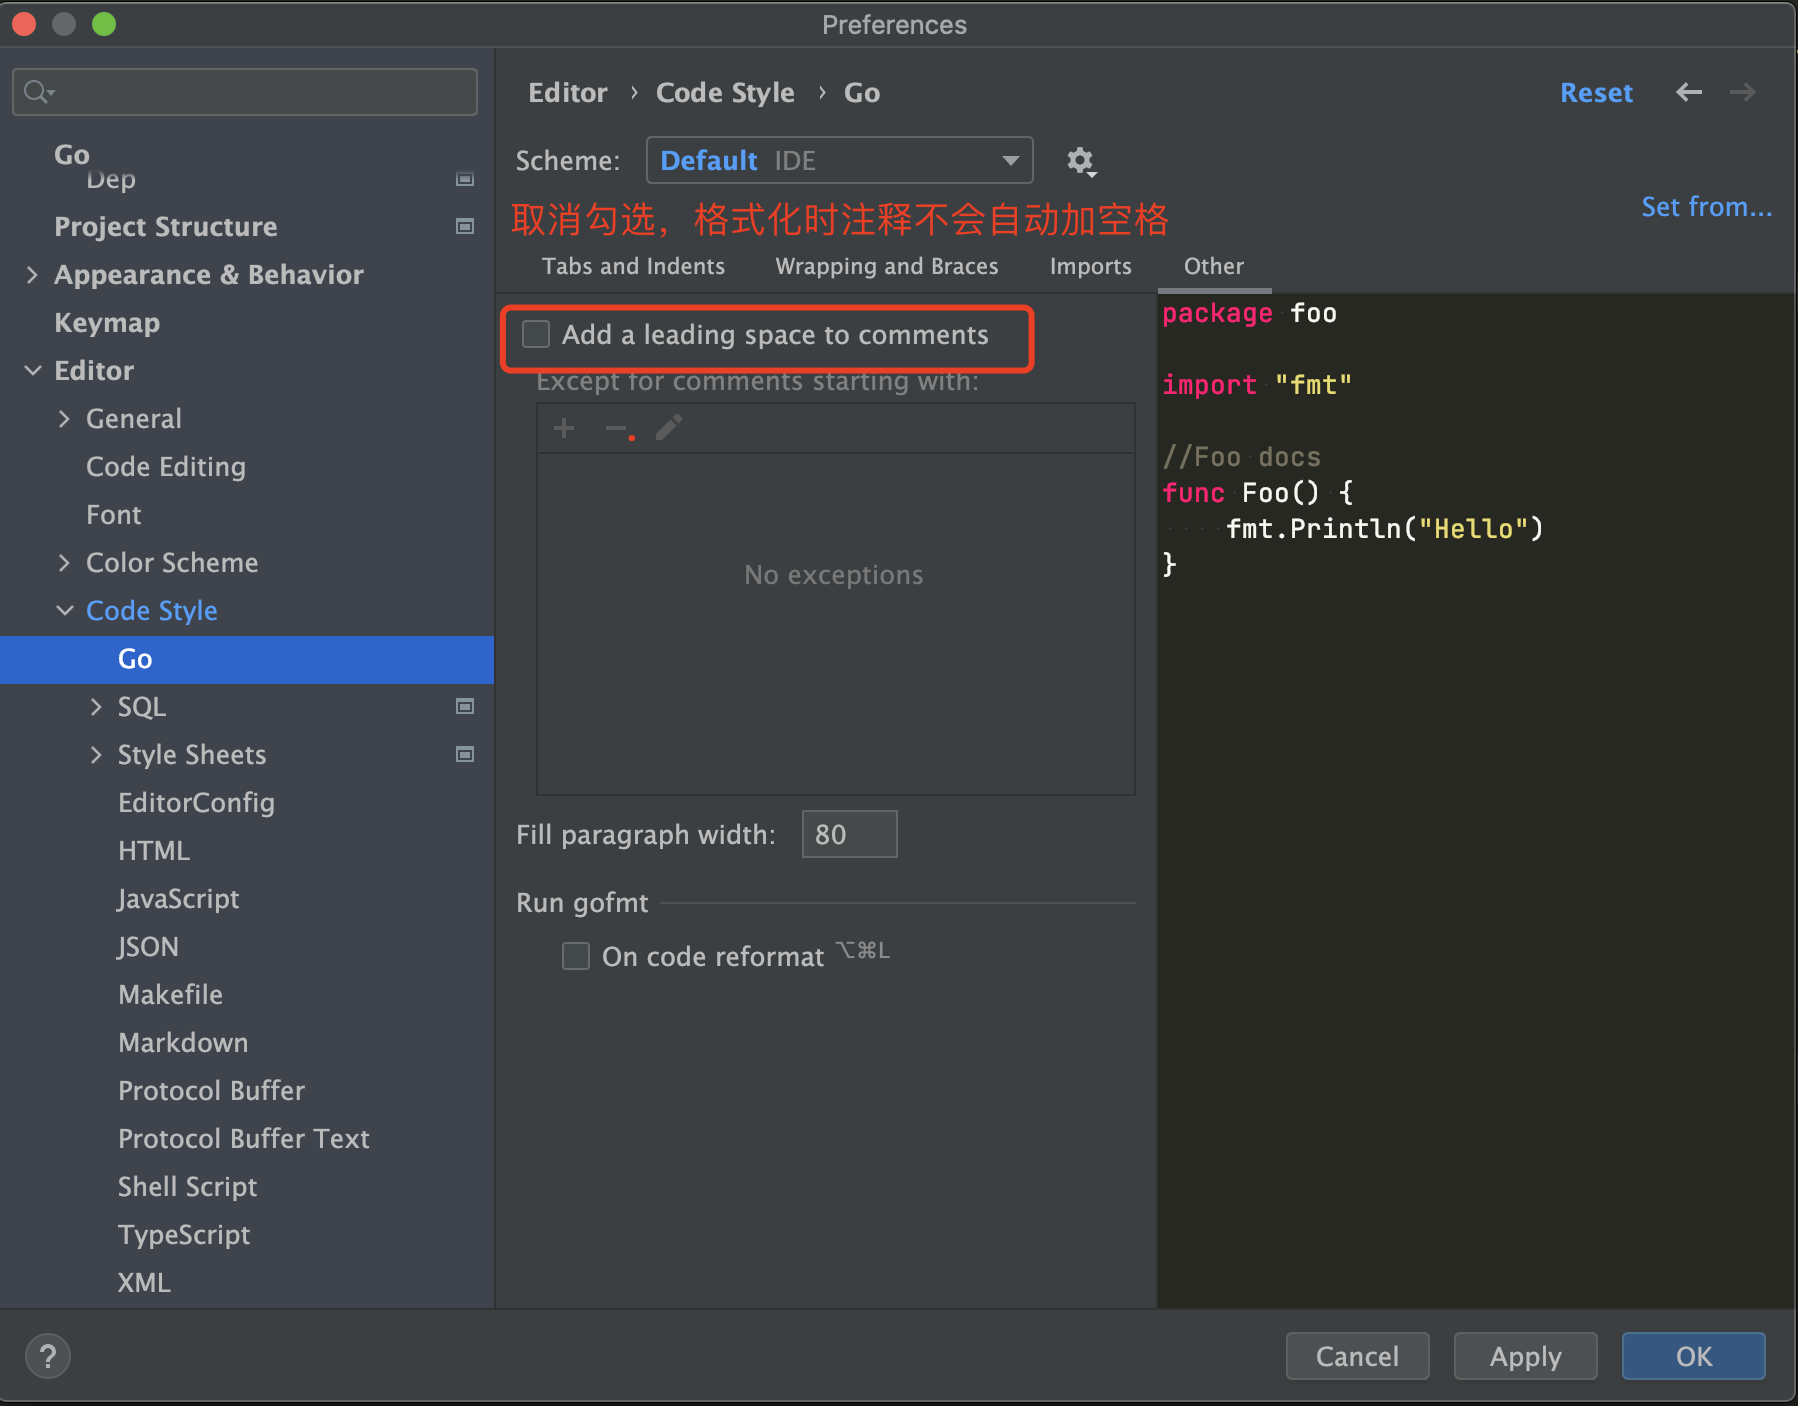 Preferences
Go
Dep
Project Structure
Appearance & Behavior
Keymap
Editor
General
Code Editing
Font
Color Scheme
Code Style
Go
SQL
Style Sheets
EditorConfig
HTML
JavaScript
JSON
Makefile
Markdown
Protocol Buffer
Protocol Buffer Text
Shell Script
TypeScript
XML
Editor › Code Style › Go
Reset
Scheme: Default IDE
取消勾选，格式化时注释不会自动加空格
Set from...
Tabs and Indents Wrapping and Braces Imports Other
Add a leading space to comments
Except for comments starting with:
No exceptions
Fill paragraph width: 80
Run gofmt
On code reformat ⌥⌘L
package foo
import "fmt"
//Foo docs
func Foo() {
    fmt.Println("Hello")
}
?
Cancel Apply OK